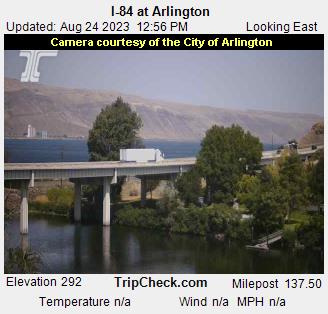 I-84 at Arlington
Updated: Aug 24 2023 12:56 PM Looking East
Camera courtesy of the City of Arlington
Elevation 292 TripCheck.com Milepost 137.50
Temperature n/a Wind n/a MPH n/a